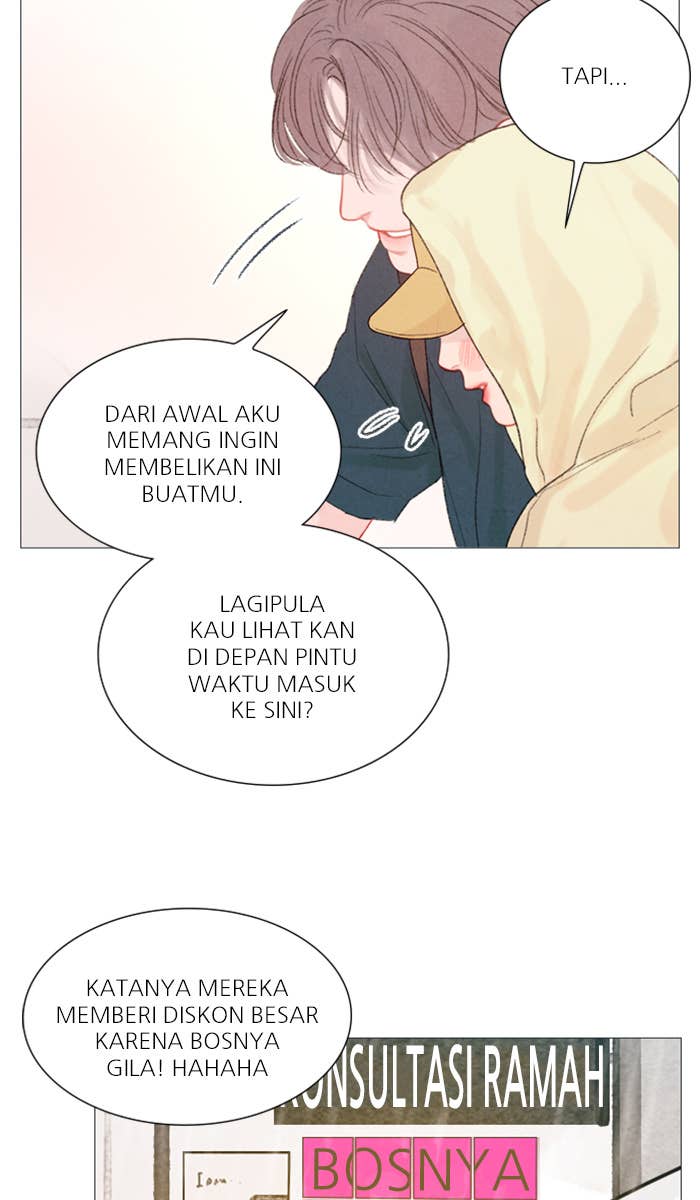 TAPI...
DARI AWAL AKU
MEMANG INGIN
MEMBELIKAN INI
BUATMU.
LAGIPULA
KAU LIHAT KAN
DI DEPAN PINTU
WAKTU MASUK
KE SINI?
KATANYA MEREKA
MEMBERI DISKON BESAR
KARENA BOSNYA
GILA! HAHAHA
KONSULTASI RAMAH
BOSNYA